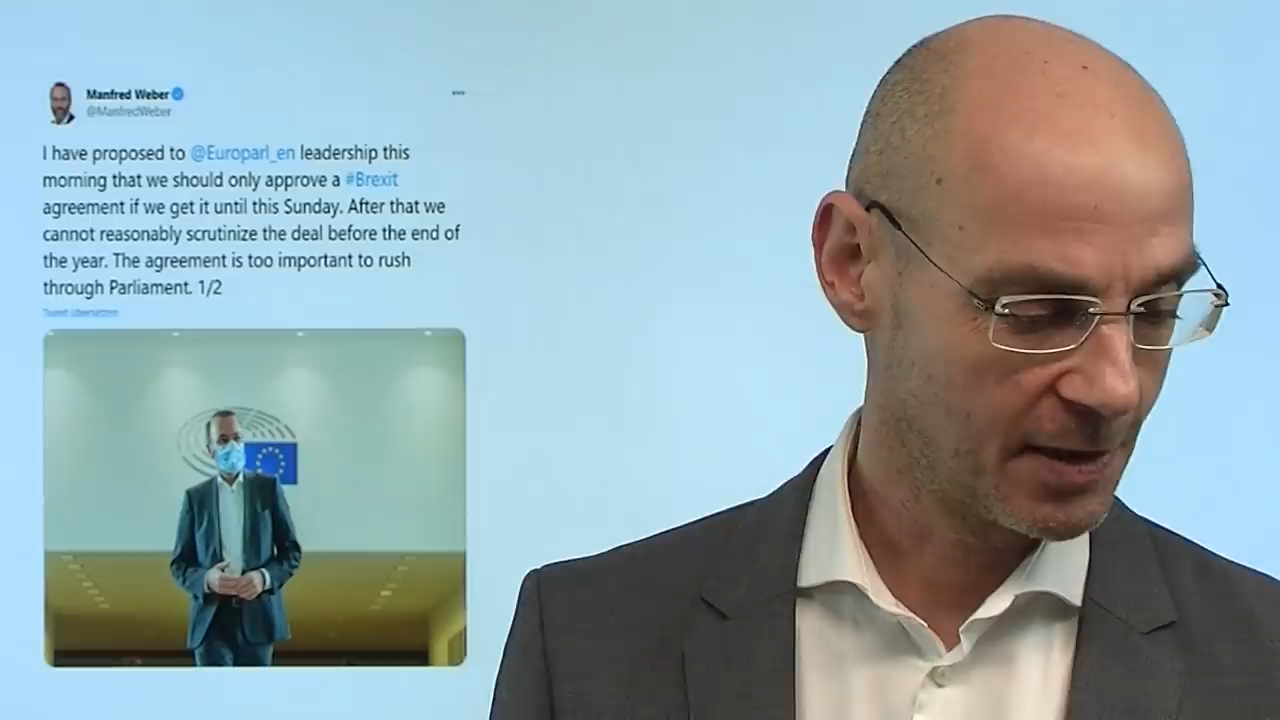 Manfred Weber
@ManfredWeber
I have proposed to @Europarl_en leadership this
morning that we should only approve a #Brexit
agreement if we get it until this Sunday. After that we
cannot reasonably scrutinize the deal before the end of
the year. The agreement is too important to rush
through Parliament. 1/2
Tweet übersetzen